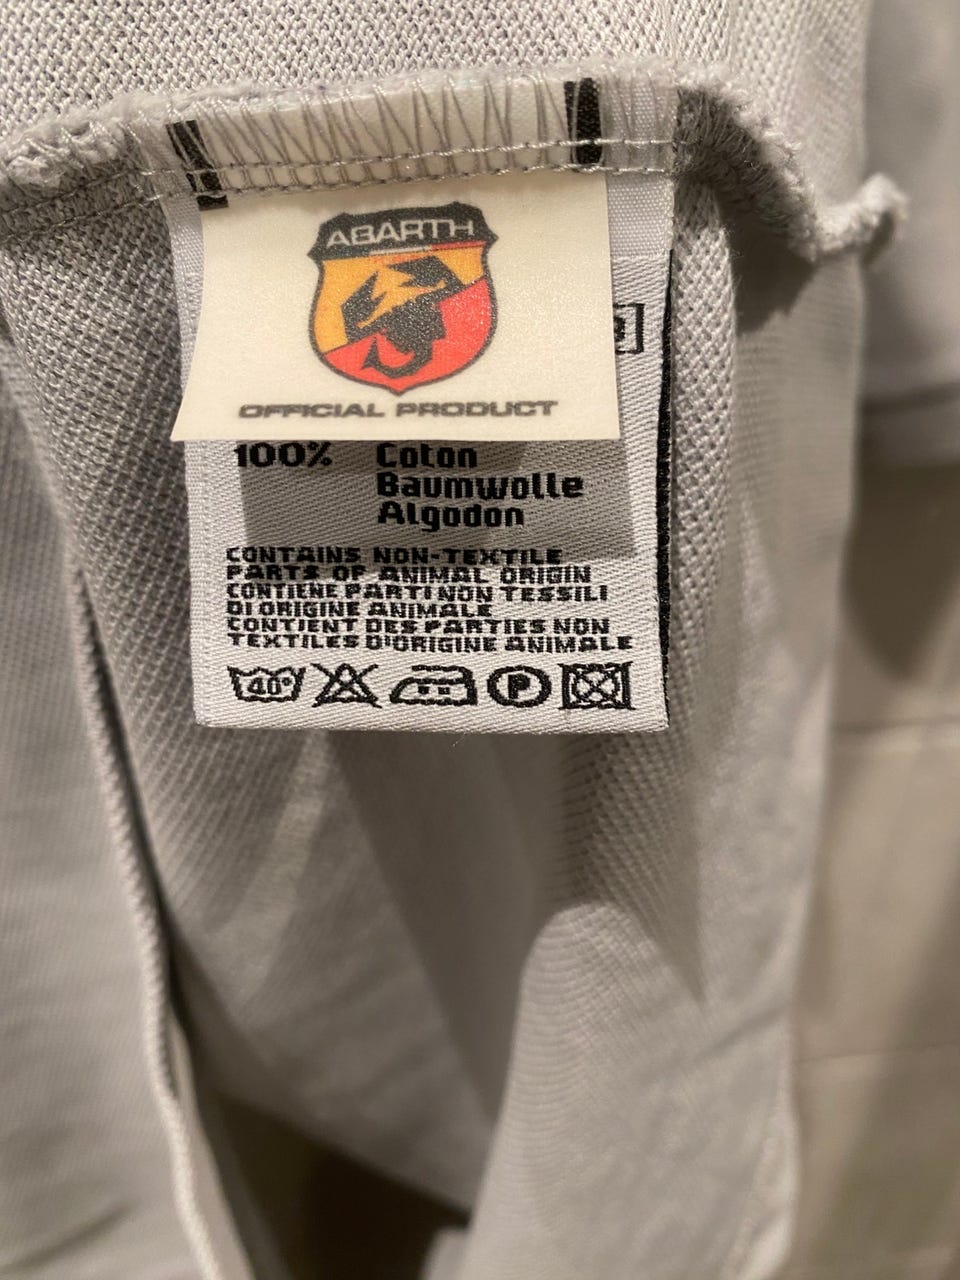 ABARTH
OFFICIAL PRODUCT
100% Coton
Baumwolle
Algodon
CONTAINS NON-TEXTILE
PARTS OF ANIMAL ORIGIN
CONTIENE PARTI NON TESSILI
DI ORIGINE ANIMALE
CONTIENT DES PARTIES NON
TEXTILES D'ORIGINE ANIMALE
40° P